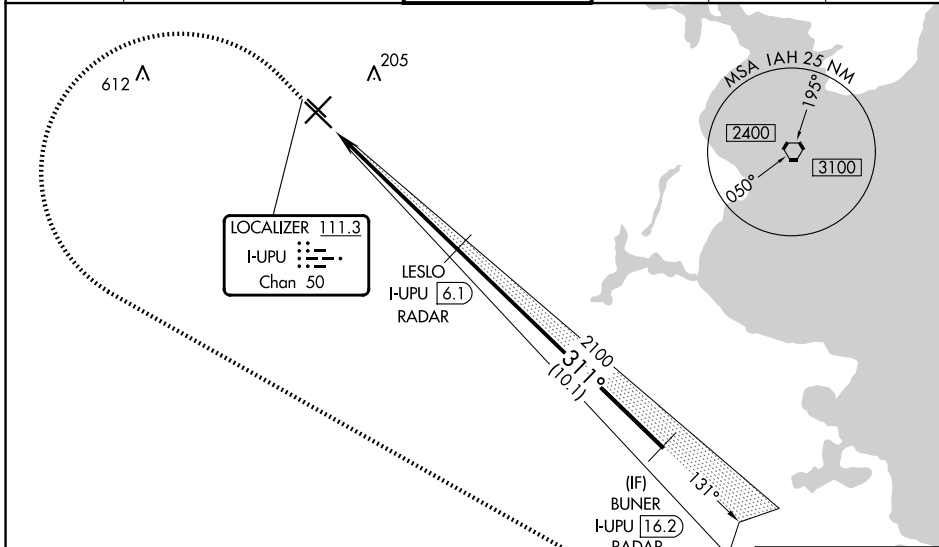 612
205
MSA IAH 25 NM
195°
2400
3100
050°
LOCALIZER 111.3
I-UPU
Chan 50
LESLO
I-UPU 6.1
RADAR
2100
311°
(10.1)
131°
(IF)
BUNER
I-UPU 16.2
RADAR